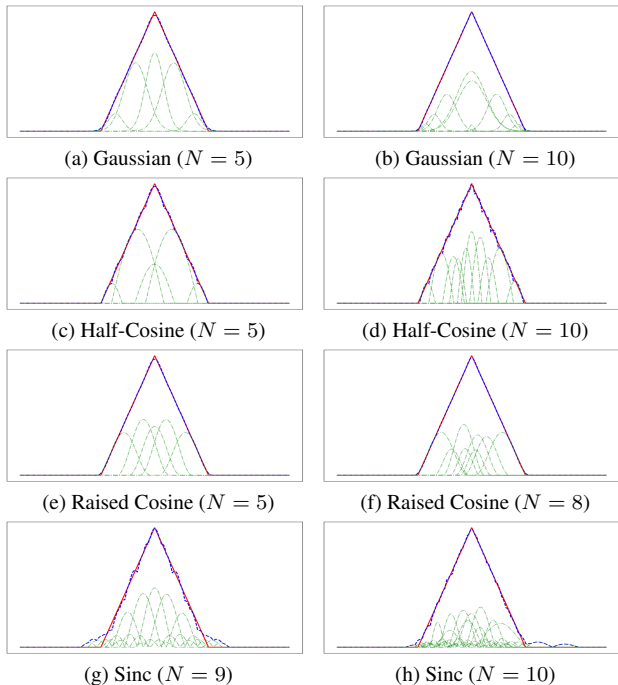 (a) Gaussian (N = 5)
(b) Gaussian (N = 10)
(c) Half-Cosine (N = 5)
(d) Half-Cosine (N = 10)
(e) Raised Cosine (N = 5)
(f) Raised Cosine (N = 8)
(g) Sinc (N = 9)
(h) Sinc (N = 10)